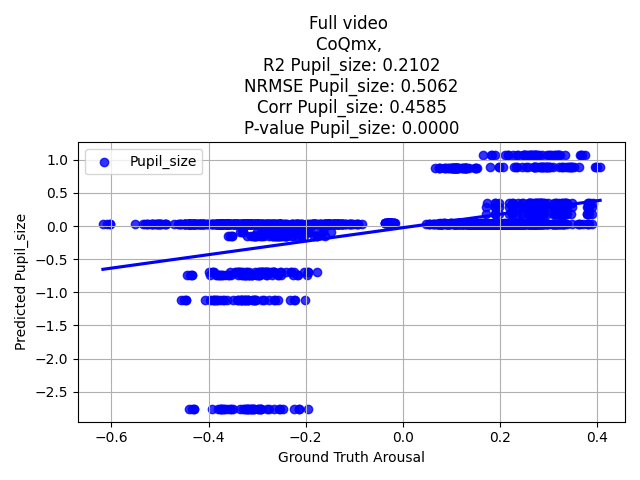 Full video
CoQmx,
R2 Pupil_size: 0.2102
NRMSE Pupil_size: 0.5062
Corr Pupil_size: 0.4585
P-value Pupil_size: 0.0000
Pupil_size
1.0
0.5
0.0
−0.5
−1.0
−1.5
−2.0
−2.5
Predicted Pupil_size
−0.6
−0.4
−0.2
0.0
0.2
0.4
Ground Truth Arousal